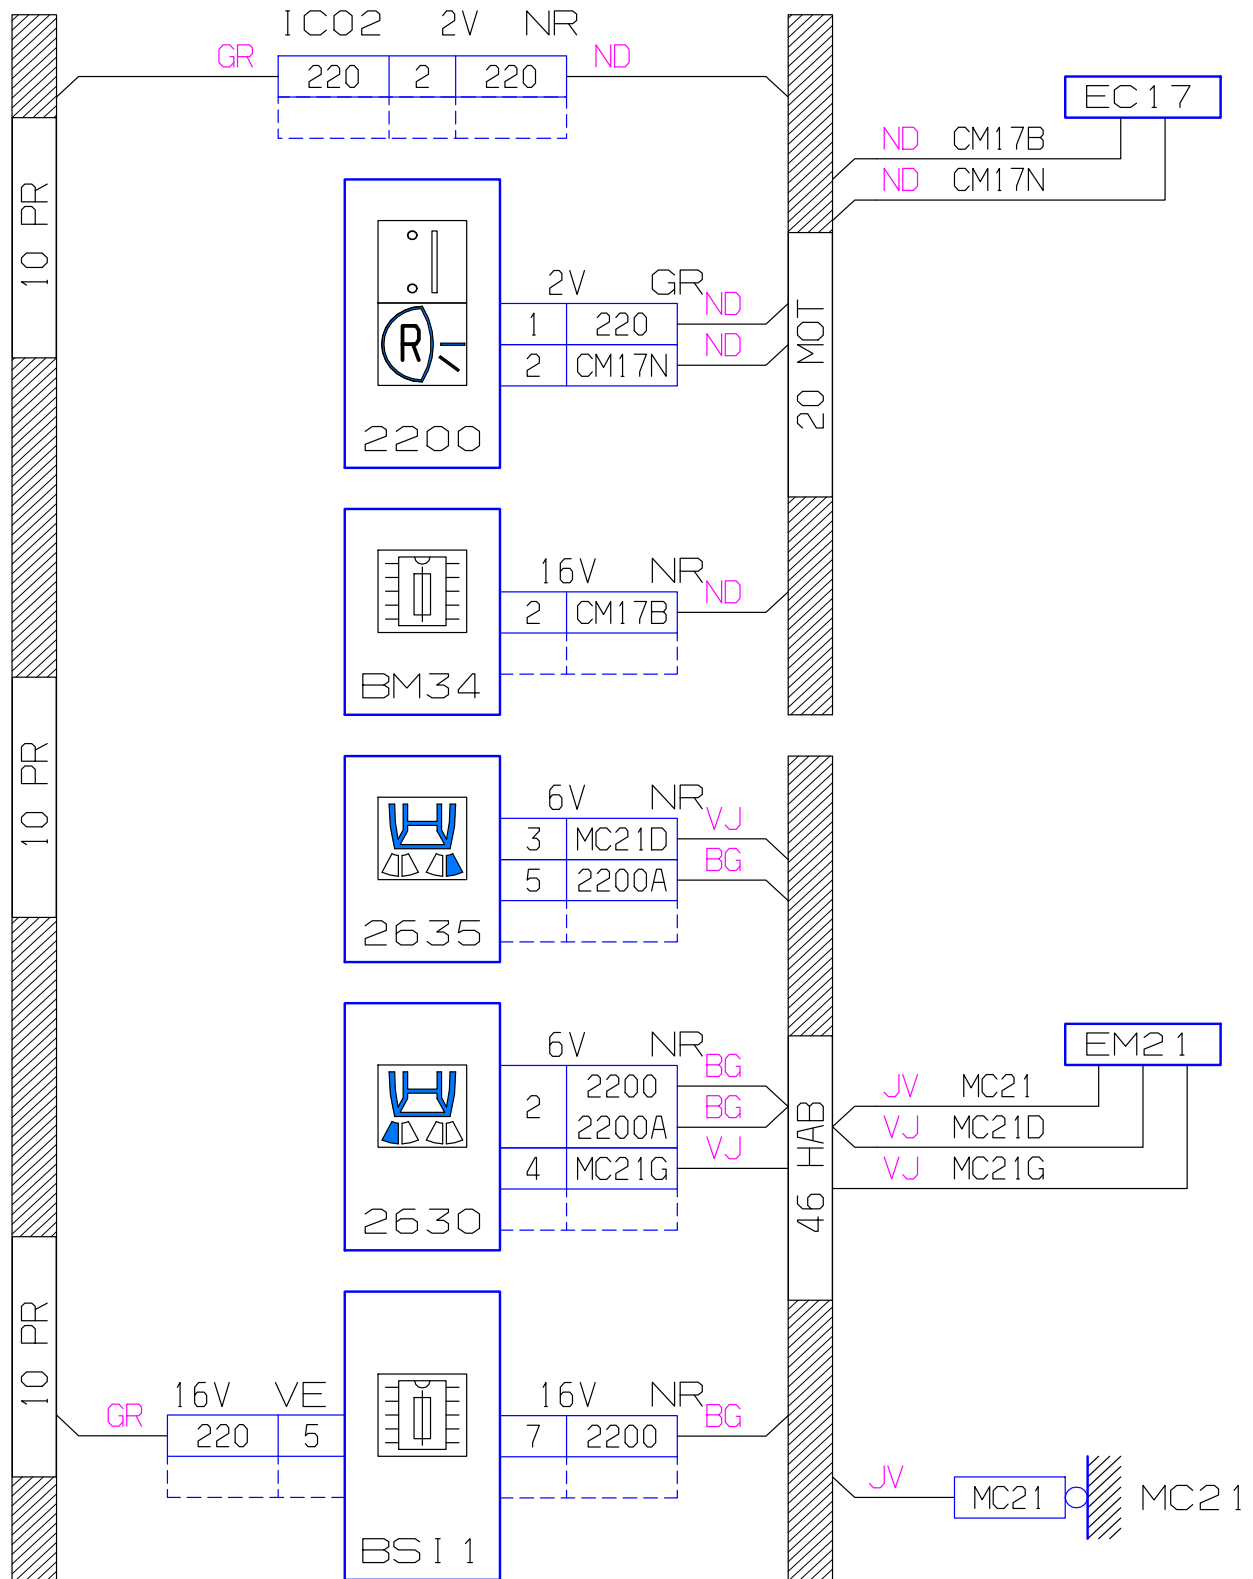 IC02 2V NR
GR 220 2 220 ND
EC17
ND CM17B
ND CM17N
10 PR
20 MOT
2V GR
1 220 ND
2 CM17N ND
2200
16V NR
2 CM17B ND
BM34
10 PR
6V NR
3 MC21D VJ
5 2200A BG
2635
6V NR
2 2200 BG
2200A BG
4 MC21G VJ
2630
46 HAB
EM21
JV MC21
VJ MC21D
VJ MC21G
10 PR
16V VE
GR 220 5
16V NR
7 2200 BG
BSI1
JV MC21 MC21